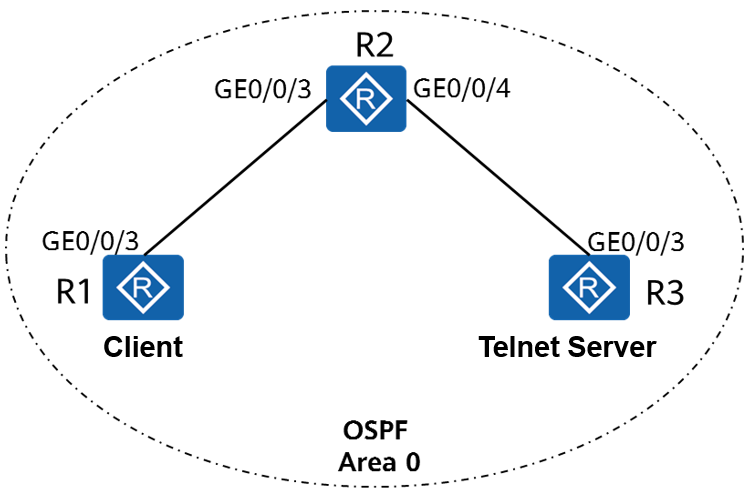 R2
GE0/0/3
GE0/0/4
R
GE0/0/3
GE0/0/3
R1
R
R
R3
Client
Telnet Server
OSPF
Area 0